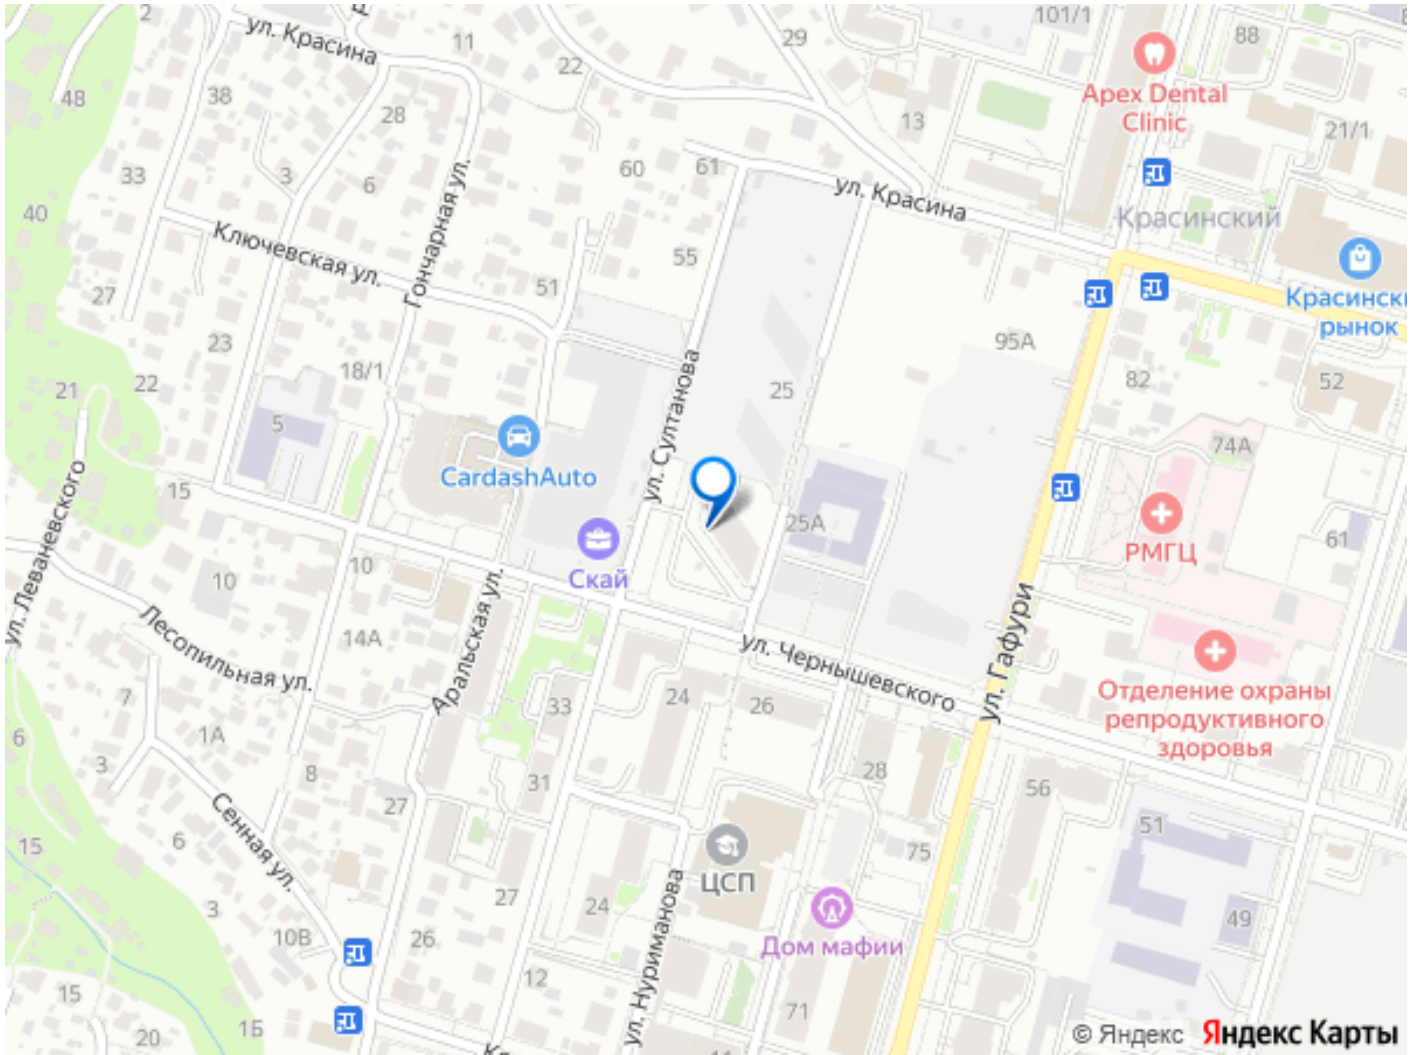 2
ул. Красина
11
29
101/1
88
22
48
38
28
13
Apex Dental
Clinic
21/1
33
3
6
60
61
40
ул. Красина
Красинский
Гончарная ул.
Ключевская ул.
55
51
27
Красинский
рынок
23
95А
18/1
22
21
25
82
52
5
ул. Султанова
CardashAuto
74А
15
25А
РМГЦ
61
ул. Леваневского
Скай
10
10
Лесопильная ул.
14А
Аральская ул.
ул. Чернышевского
ул. Гафури
Отделение охраны
репродуктивного
здоровья
7
33
24
26
6
1А
3
8
31
28
56
27
Сенная ул.
51
15
6
75
ЦСП
3
27
24
ул. Нуриманова
49
10В
26
Дом мафии
12
15
71
20
1Б
© Яндекс Яндекс Карты